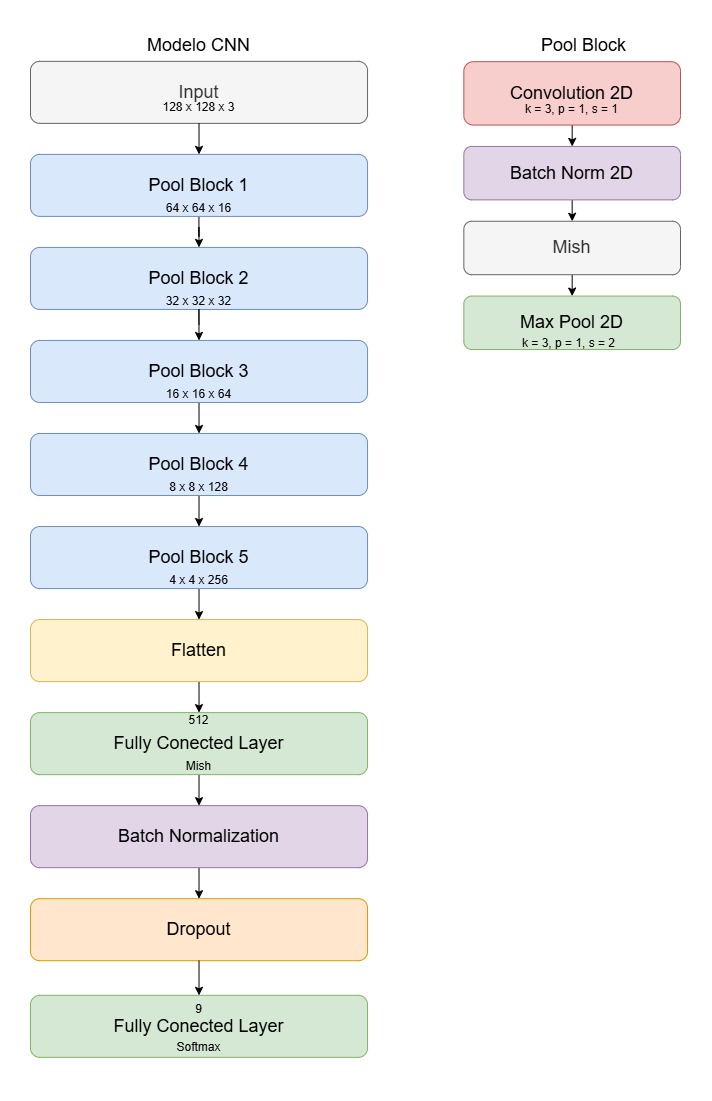 Modelo CNN
Input
128 x 128 x 3
Pool Block 1
64 x 64 x 16
Pool Block 2
32 x 32 x 32
Pool Block 3
16 x 16 x 64
Pool Block 4
8 x 8 x 128
Pool Block 5
4 x 4 x 256
Flatten
512
Fully Conected Layer
Mish
Batch Normalization
Dropout
9
Fully Conected Layer
Softmax
Pool Block
Convolution 2D
k = 3, p = 1, s = 1
Batch Norm 2D
Mish
Max Pool 2D
k = 3, p = 1, s = 2